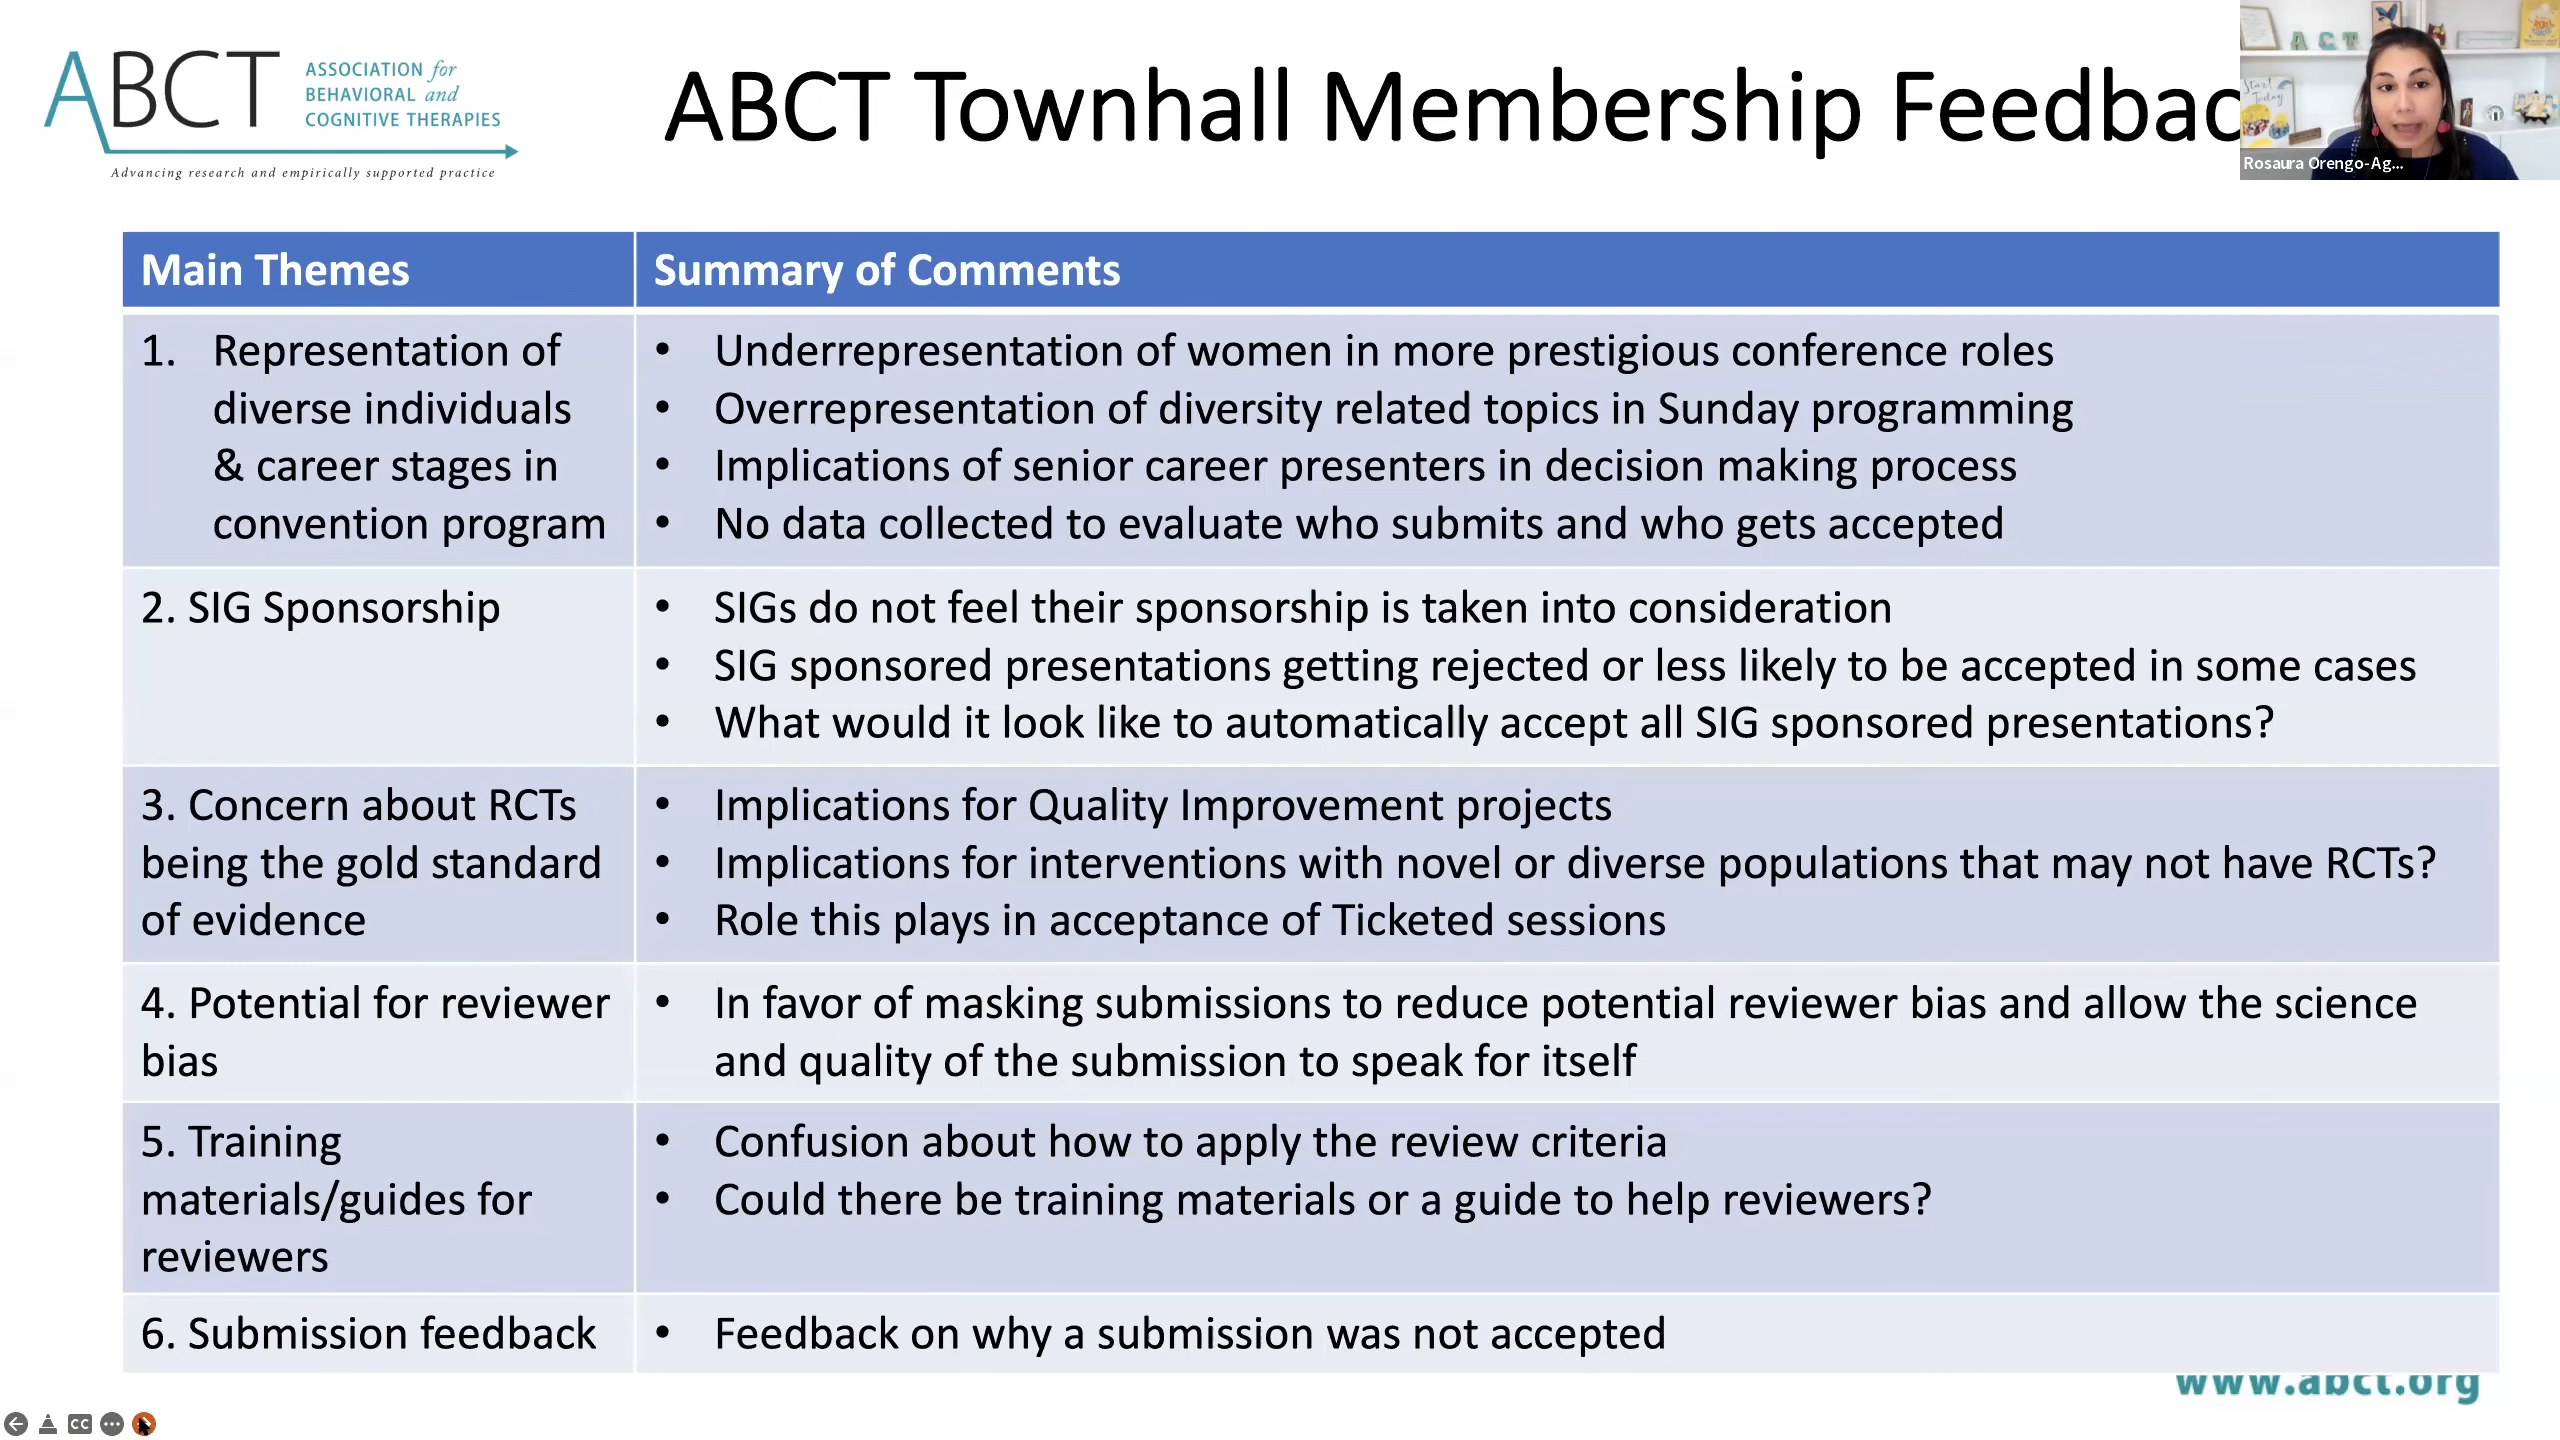 ABCT
ASSOCIATION for
BEHAVIORAL and
COGNITIVE THERAPIES
Advancing research and empirically supported practice
ABCT Townhall Membership Feedbac
ACT
Start
Today
Rosaura Orengo-Ag...
Main Themes
Summary of Comments
1. Representation of
diverse individuals
& career stages in
convention program
• Underrepresentation of women in more prestigious conference roles
• Overrepresentation of diversity related topics in Sunday programming
• Implications of senior career presenters in decision making process
• No data collected to evaluate who submits and who gets accepted
2. SIG Sponsorship
• SIGs do not feel their sponsorship is taken into consideration
• SIG sponsored presentations getting rejected or less likely to be accepted in some cases
• What would it look like to automatically accept all SIG sponsored presentations?
3. Concern about RCTs
being the gold standard
of evidence
• Implications for Quality Improvement projects
• Implications for interventions with novel or diverse populations that may not have RCTs?
• Role this plays in acceptance of Ticketed sessions
4. Potential for reviewer
bias
• In favor of masking submissions to reduce potential reviewer bias and allow the science
and quality of the submission to speak for itself
5. Training
materials/guides for
reviewers
• Confusion about how to apply the review criteria
• Could there be training materials or a guide to help reviewers?
6. Submission feedback
• Feedback on why a submission was not accepted
www.abct.org
CC